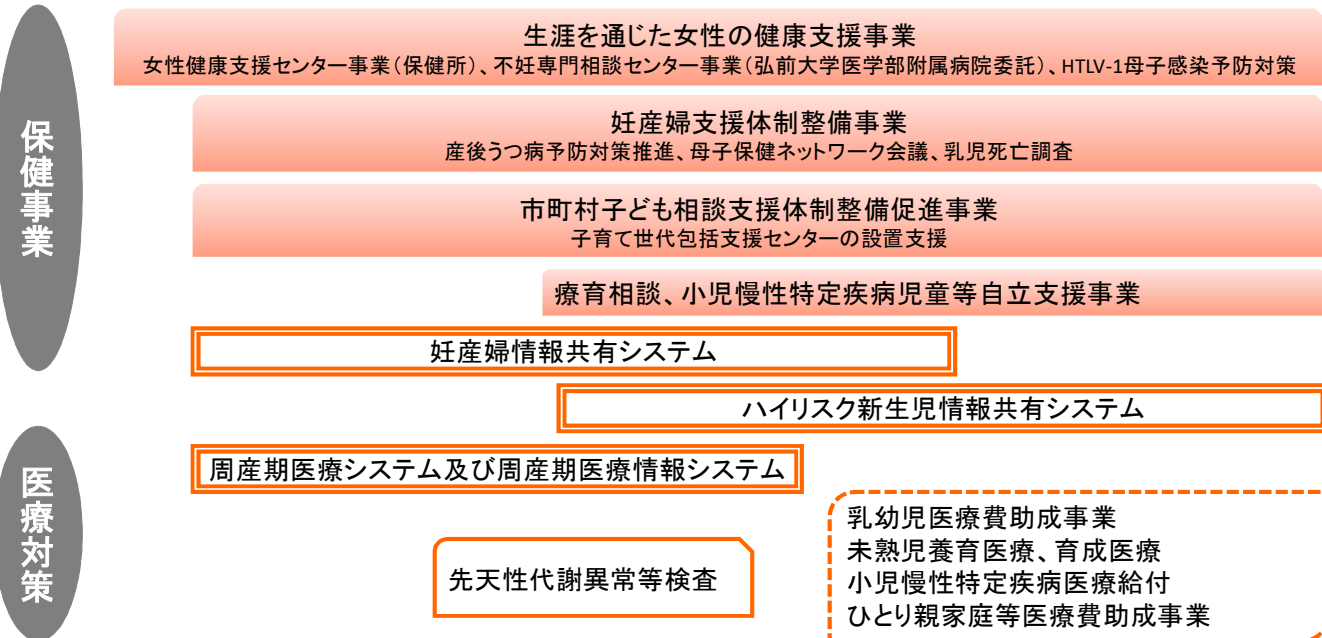 保健事業
生涯を通じた女性の健康支援事業
女性健康支援センター事業(保健所)、不妊専門相談センター事業(弘前大学医学部附属病院委託)、HTLV-1母子感染予防対策
妊産婦支援体制整備事業
産後うつ病予防対策推進、母子保健ネットワーク会議、乳児死亡調査
市町村子ども相談支援体制整備促進事業
子育て世代包括支援センターの設置支援
療育相談、小児慢性特定疾病児童等自立支援事業
妊産婦情報共有システム
ハイリスク新生児情報共有システム
医療対策
周産期医療システム及び周産期医療情報システム
先天性代謝異常等検査
乳幼児医療費助成事業
未熟児養育医療、育成医療
小児慢性特定疾病医療給付
ひとり親家庭等医療費助成事業